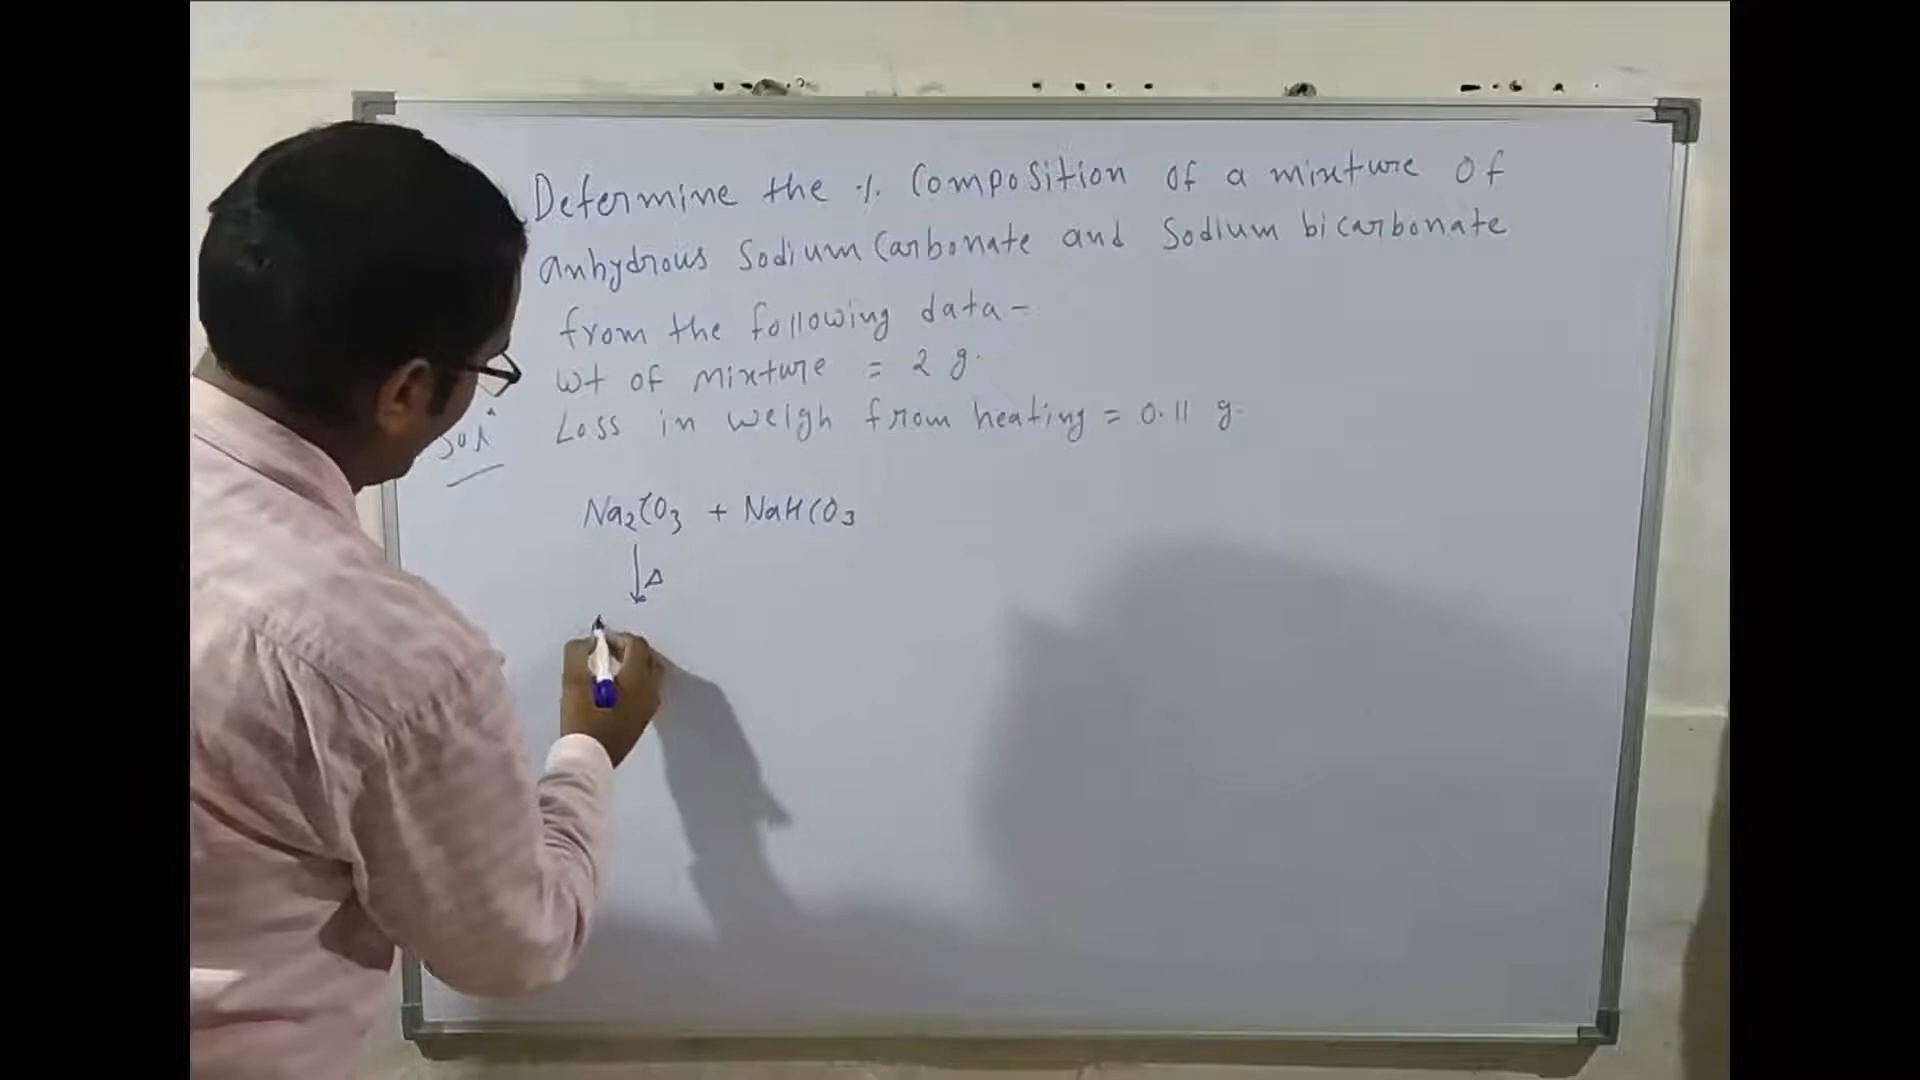 Determine the % Composition of a mixture of
anhydrous Sodium Carbonate and Sodium bicarbonate
from the following data -
wt of mixture = 2 g.
Loss in weigh from heating = 0.11 g.
Sol^n
Na₂CO₃ + NaHCO₃
↓ Δ